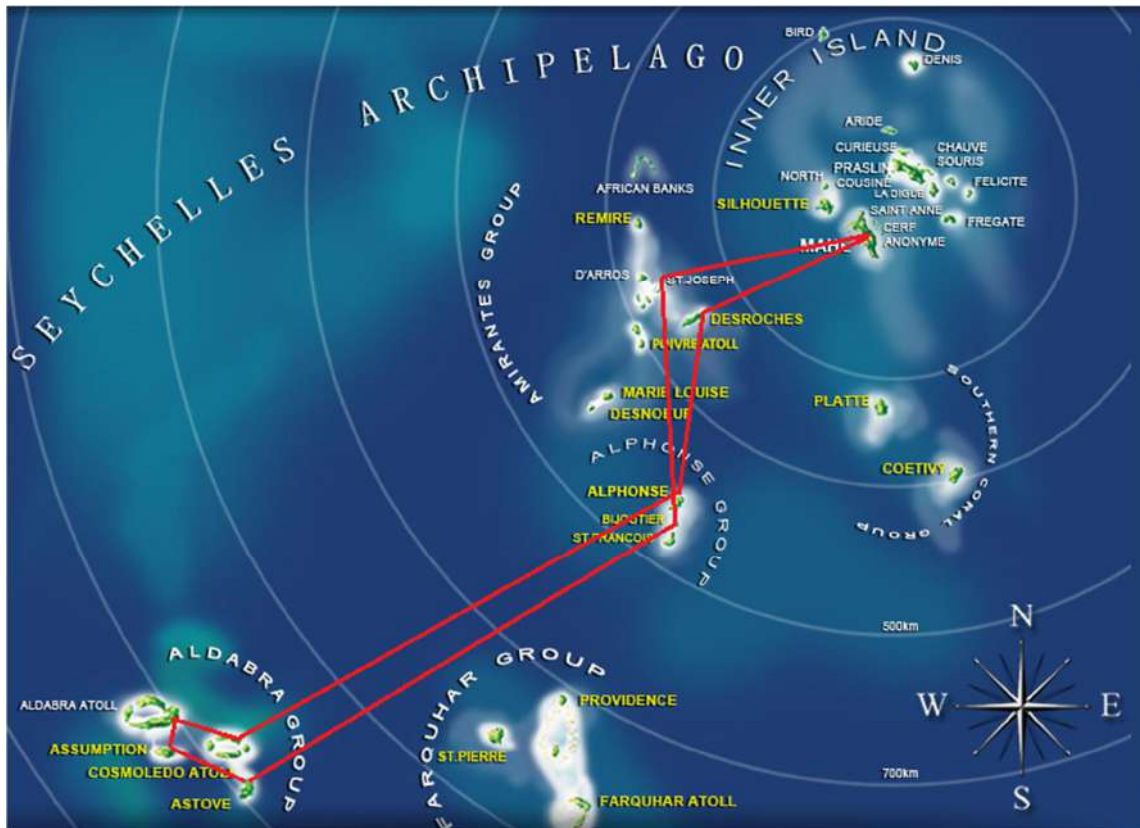 SEYCHELLES ARCHIPELAGO
BIRD
INNER ISLAND
DENIS
ARIDE
CURIEUSE
CHAUVE
SOURIS
PRASLIN
NORTH
COUSINE
FELICITE
LA DIGUE
AFRICAN BANKS
SILHOUETTE
SAINT ANNE
REMIRE
CERF
FREGATE
MAHE
ANONYME
AMIRANTES GROUP
D'ARROS
ST.JOSEPH
DESROCHES
POIVRE ATOLL
MARIE LOUISE
DESNOEUF
PLATTE
SOUTHERN CORAL GROUP
COETIVY
ALPHONSE GROUP
ALPHONSE
BIJOUTIER
ST.FRANCOIS
500km
N
W
E
S
ALDABRA GROUP
ALDABRA ATOLL
ASSUMPTION
COSMOLEDO ATOLL
ASTOVE
FARQUHAR GROUP
PROVIDENCE
ST.PIERRE
FARQUHAR ATOLL
700km